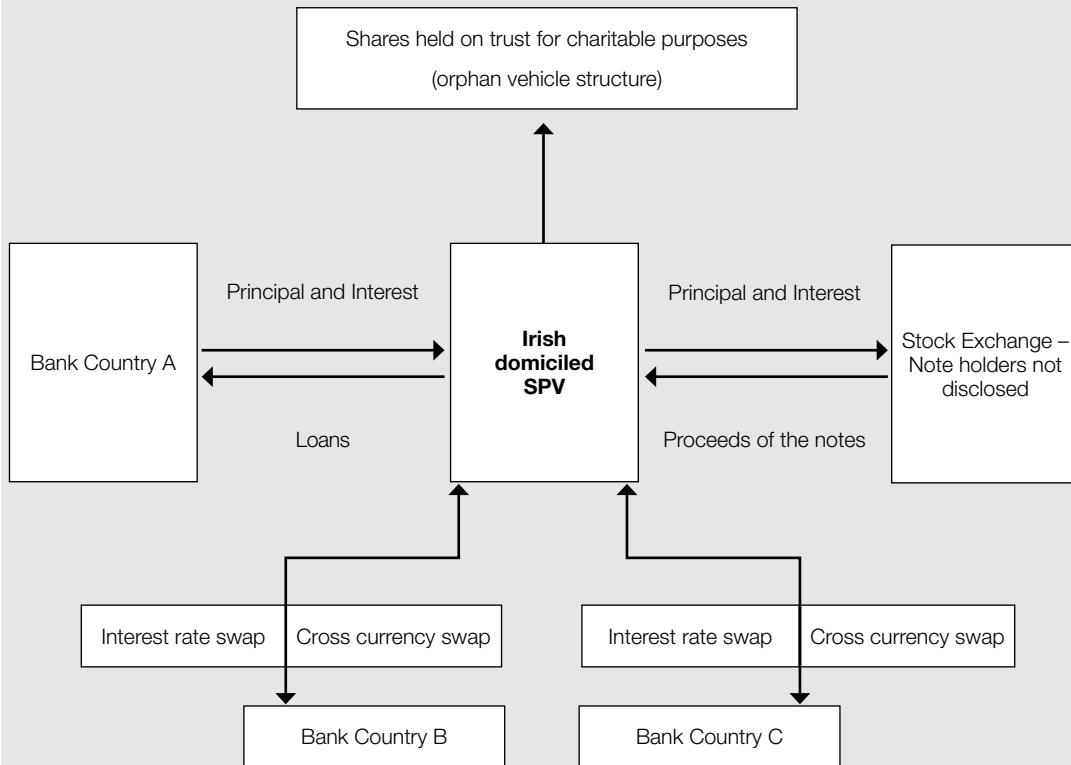 Shares held on trust for charitable purposes
(orphan vehicle structure)
Bank Country A
Principal and Interest
Loans
Irish
domiciled
SPV
Principal and Interest
Proceeds of the notes
Stock Exchange –
Note holders not
disclosed
Interest rate swap
Cross currency swap
Interest rate swap
Cross currency swap
Bank Country B
Bank Country C